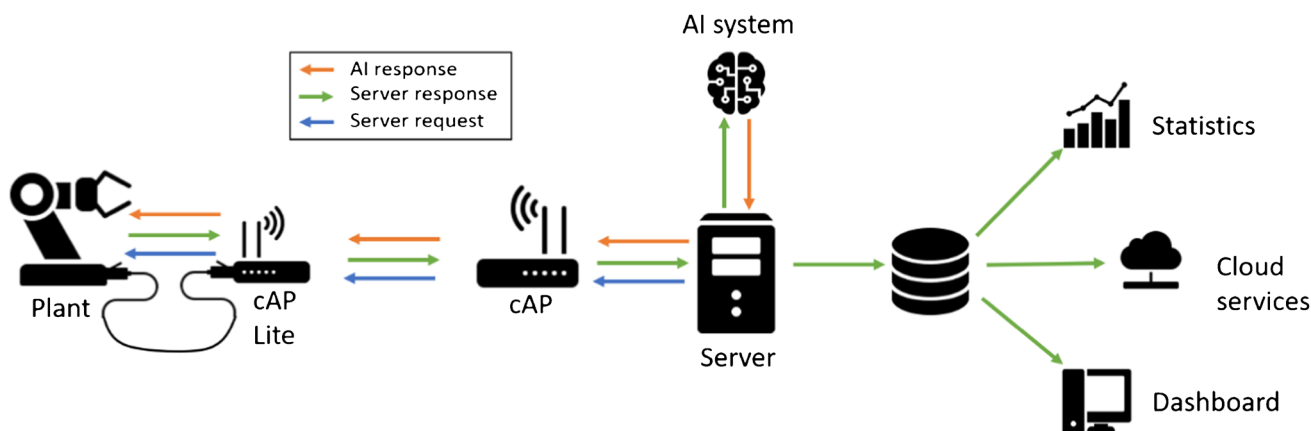 AI system
AI response
Server response
Server request
Statistics
Plant
cAP
Lite
cAP
Server
Cloud
services
Dashboard